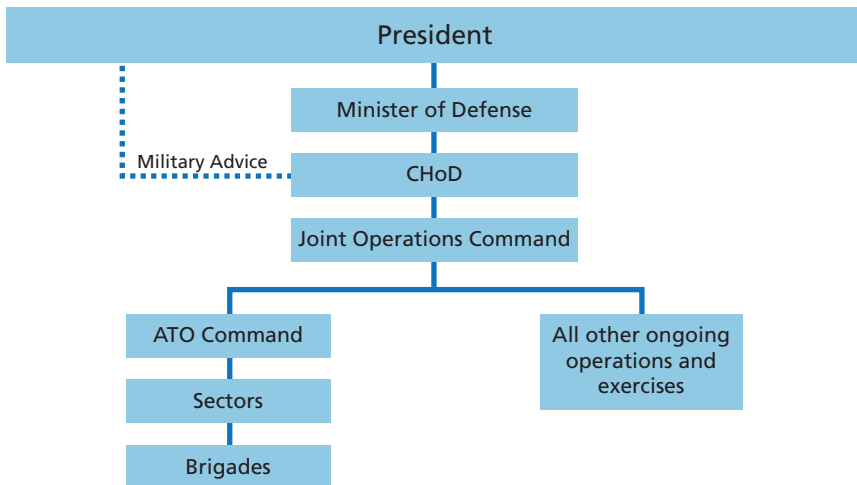 President
Minister of Defense
Military Advice
CHoD
Joint Operations Command
ATO Command
All other ongoing
operations and
exercises
Sectors
Brigades